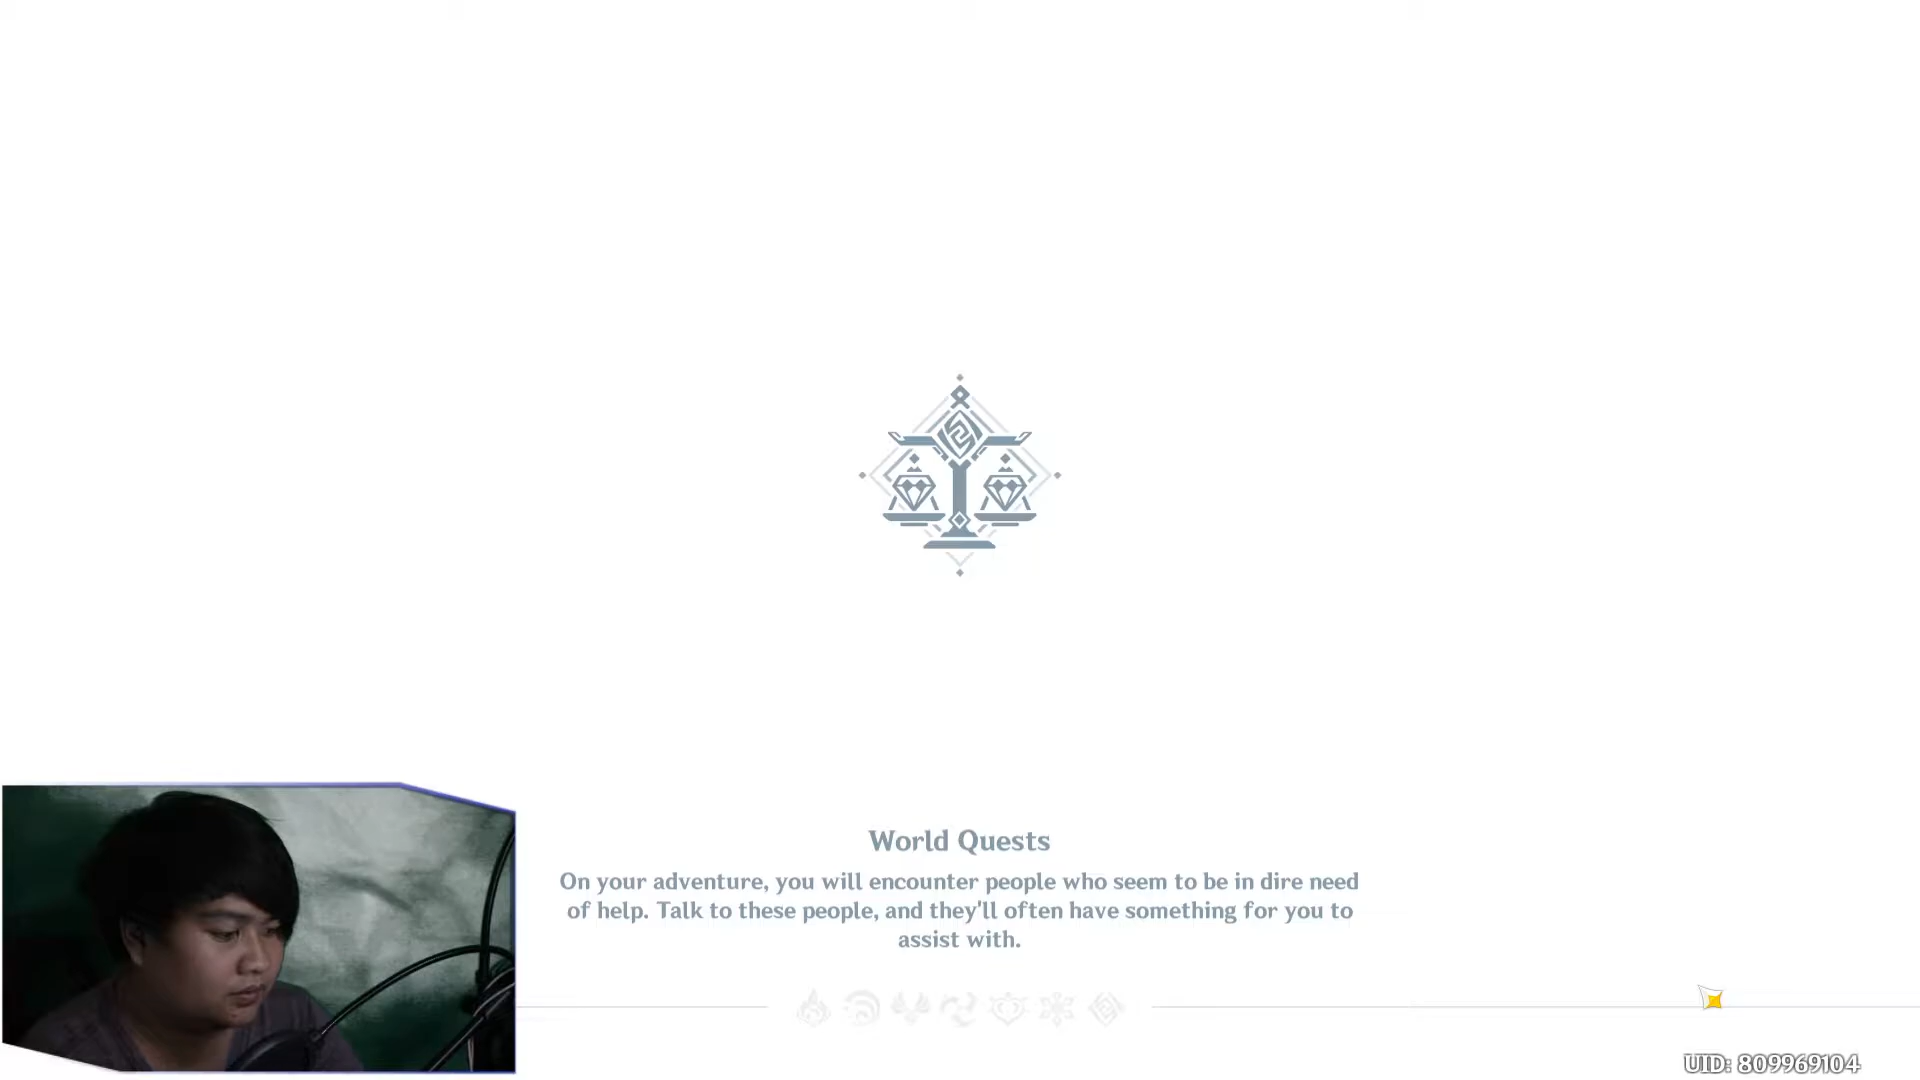 World Quests
On your adventure, you will encounter people who seem to be in dire need
of help. Talk to these people, and they'll often have something for you to
assist with.
UID: 809969104